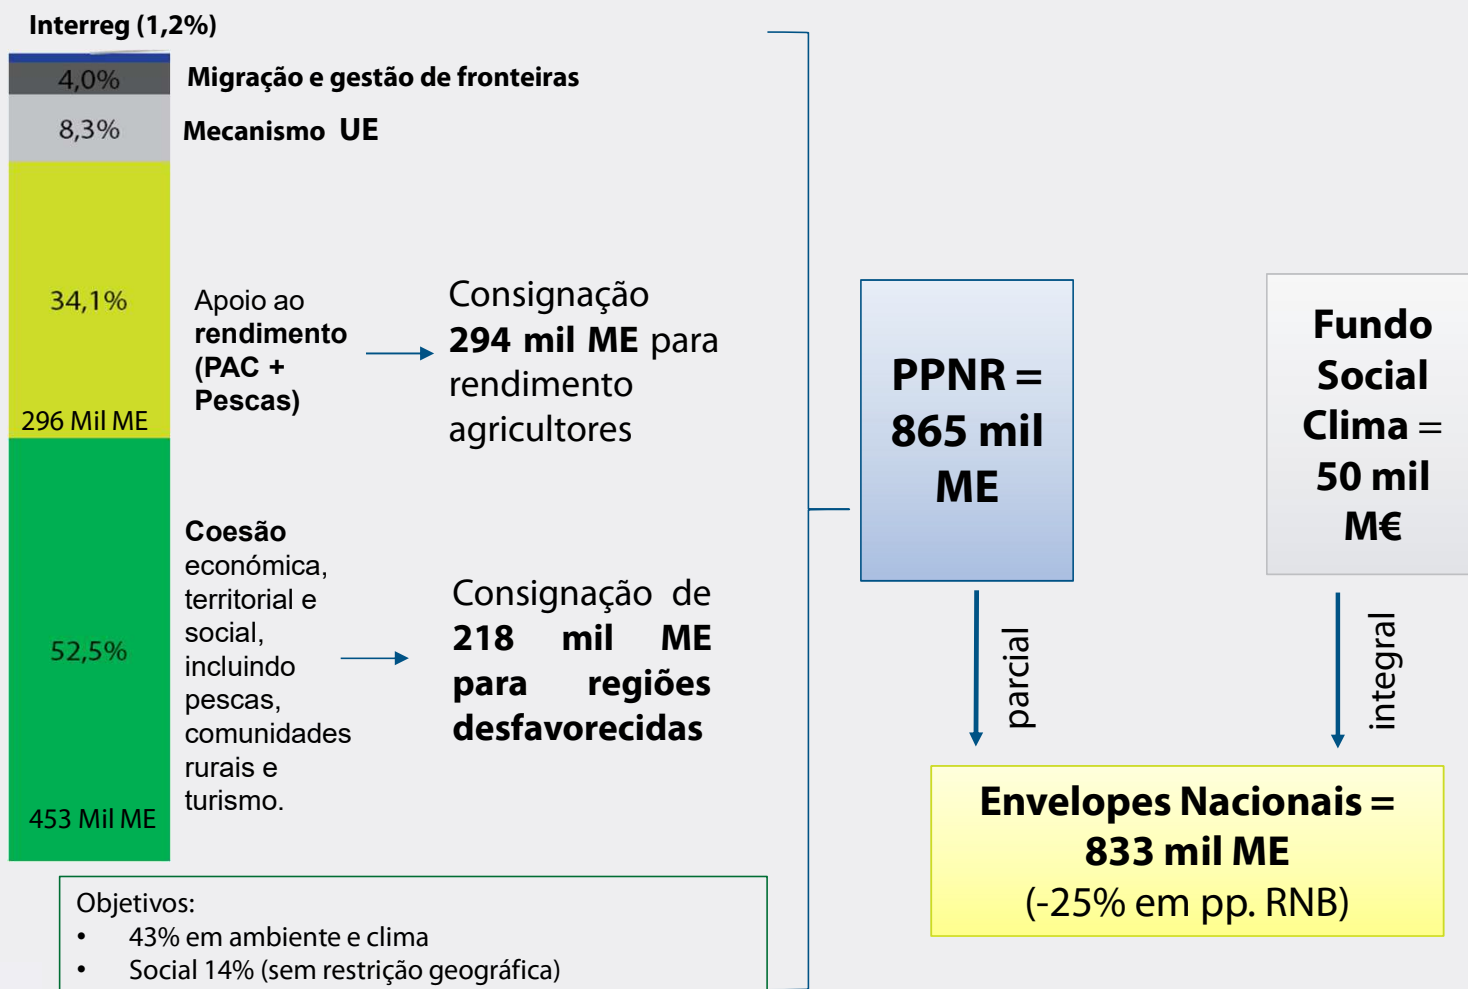 Interreg (1,2%)
4,0%
Migração e gestão de fronteiras
8,3%
Mecanismo UE
34,1%
296 Mil ME
Apoio ao
rendimento
(PAC +
Pescas)
Consignação
294 mil ME para
rendimento
agricultores
52,5%
453 Mil ME
Coesão
económica,
territorial e
social,
incluindo
pescas,
comunidades
rurais e
turismo.
Consignação de
218 mil ME
para regiões
desfavorecidas
Objetivos:
• 43% em ambiente e clima
• Social 14% (sem restrição geográfica)
PPNR =
865 mil
ME
Fundo
Social
Clima =
50 mil
M€
parcial
integral
Envelopes Nacionais =
833 mil ME
(-25% em pp. RNB)